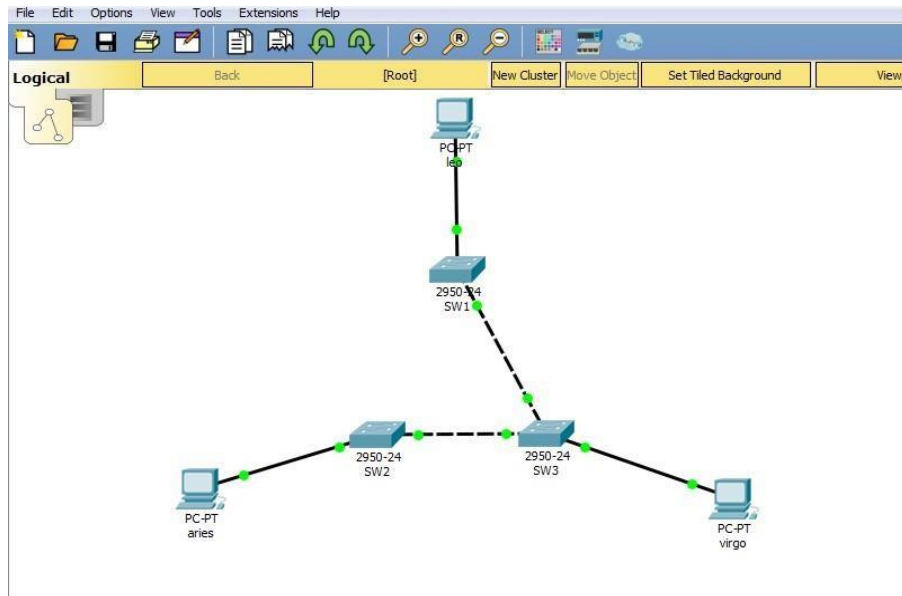 File Edit Options View Tools Extensions Help
Logical Back [Root] New Cluster Move Object Set Tiled Background View
PC-PT
leo
2950-24
SW1
2950-24
SW2
2950-24
SW3
PC-PT
aries
PC-PT
virgo